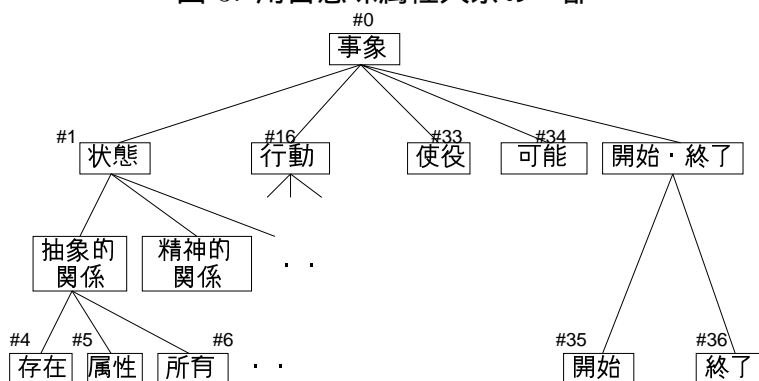 #0
事象
#1
状態
#16
行動
#33
使役
#34
可能
開始・終了
抽象的
関係
精神的
関係
・・
#4
存在
#5
属性
#6
所有
・・
#35
開始
#36
終了